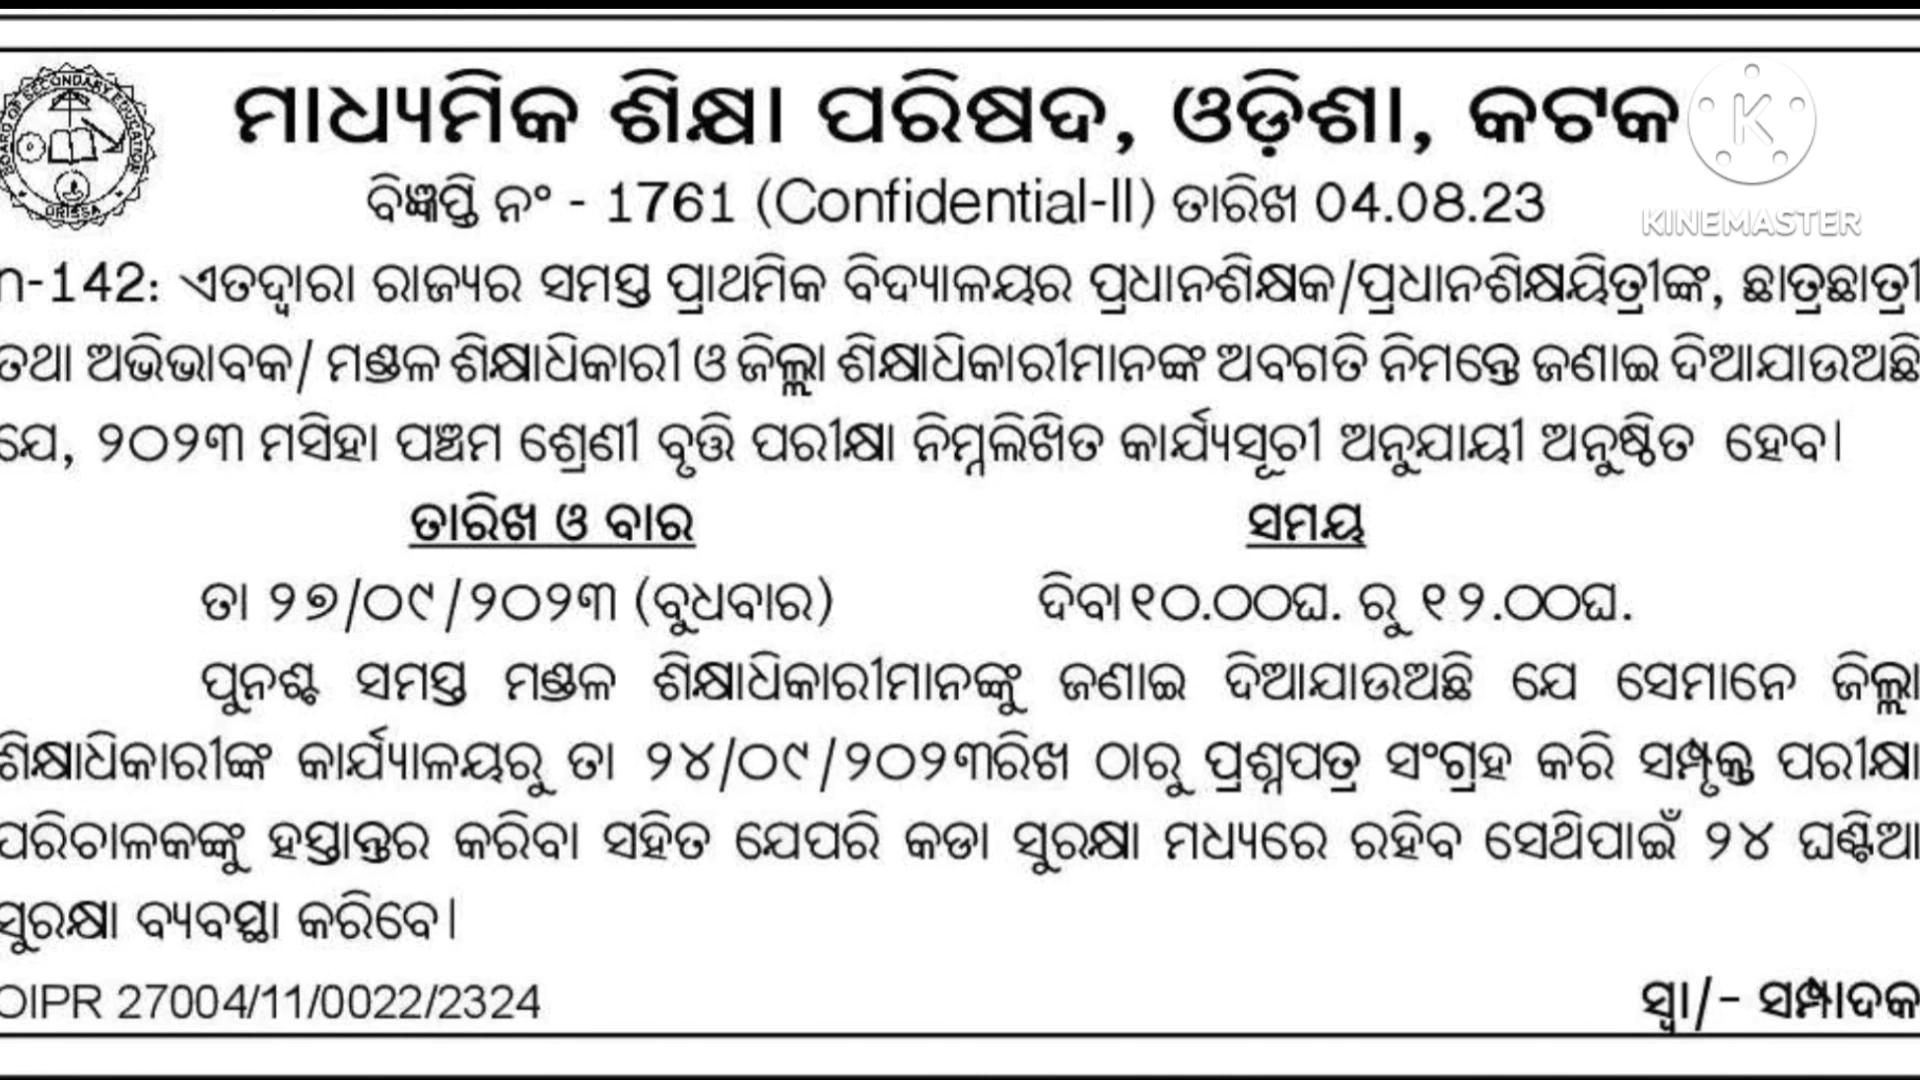 ମାଧ୍ୟମିକ ଶିକ୍ଷା ପରିଷଦ, ଓଡ଼ିଶା, କଟକ
BOARD OF SECONDARY EDUCATION
ORISSA
KINEMASTER
ବିଜ୍ଞପ୍ତି ନଂ - 1761 (Confidential-II) ତାରିଖ 04.08.23
n-142: ଏତଦ୍ଵାରା ରାଜ୍ୟର ସମସ୍ତ ପ୍ରାଥମିକ ବିଦ୍ୟାଳୟର ପ୍ରଧାନଶିକ୍ଷକ/ପ୍ରଧାନଶିକ୍ଷୟିତ୍ରୀଙ୍କ, ଛାତ୍ରଛାତ୍ରୀ
ତଥା ଅଭିଭାବକ/ ମଣ୍ଡଳ ଶିକ୍ଷାଧିକାରୀ ଓ ଜିଲ୍ଲା ଶିକ୍ଷାଧିକାରୀମାନଙ୍କ ଅବଗତି ନିମନ୍ତେ ଜଣାଇ ଦିଆଯାଉଅଛି
ଯେ, ୨୦୨୩ ମସିହା ପଞ୍ଚମ ଶ୍ରେଣୀ ବୃତ୍ତି ପରୀକ୍ଷା ନିମ୍ନଲିଖିତ କାର୍ଯ୍ୟସୂଚୀ ଅନୁଯାୟୀ ଅନୁଷ୍ଠିତ ହେବ।
ତାରିଖ ଓ ବାର ସମୟ
ତା ୨୭/୦୯/୨୦୨୩ (ବୁଧବାର) ଦିବା ୧୦.୦୦ଘ. ରୁ ୧୨.୦୦ଘ.
ପୁନଶ୍ଚ ସମସ୍ତ ମଣ୍ଡଳ ଶିକ୍ଷାଧିକାରୀମାନଙ୍କୁ ଜଣାଇ ଦିଆଯାଉଅଛି ଯେ ସେମାନେ ଜିଲ୍ଲା
ଶିକ୍ଷାଧିକାରୀଙ୍କ କାର୍ଯ୍ୟାଳୟରୁ ତା ୨୪/୦୯/୨୦୨୩ରିଖ ଠାରୁ ପ୍ରଶ୍ନପତ୍ର ସଂଗ୍ରହ କରି ସମ୍ପୃକ୍ତ ପରୀକ୍ଷା
ପରିଚାଳକଙ୍କୁ ହସ୍ତାନ୍ତର କରିବା ସହିତ ଯେପରି କଡା ସୁରକ୍ଷା ମଧ୍ୟରେ ରହିବ ସେଥିପାଇଁ ୨୪ ଘଣ୍ଟିଆ
ସୁରକ୍ଷା ବ୍ୟବସ୍ଥା କରିବେ।
OIPR 27004/11/0022/2324 ସ୍ଵା/- ସମ୍ପାଦକ